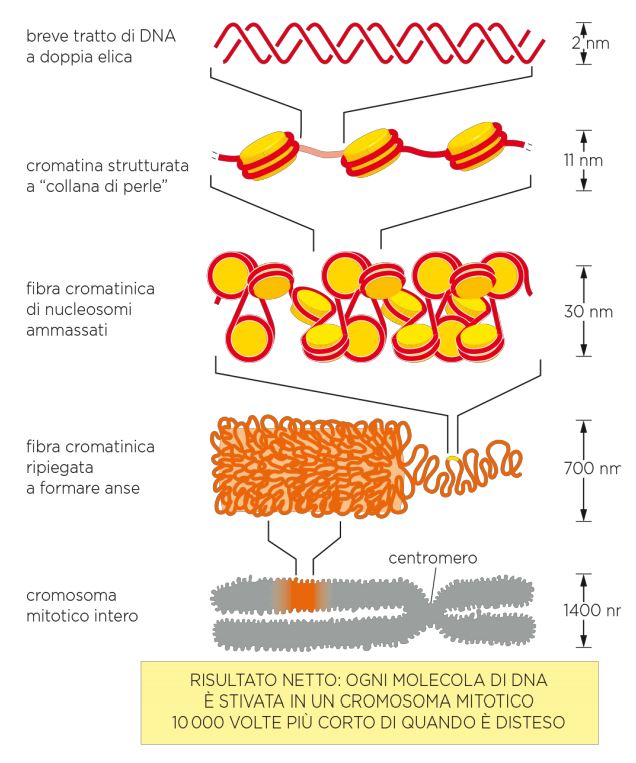 breve tratto di DNA
a doppia elica
2 nm
cromatina strutturata
a “collana di perle”
11 nm
fibra cromatinica
di nucleosomi
ammassati
30 nm
fibra cromatinica
ripiegata
a formare anse
700 nm
centromero
cromosoma
mitotico intero
1400 nr
RISULTATO NETTO: OGNI MOLECOLA DI DNA
È STIVATA IN UN CROMOSOMA MITOTICO
10 000 VOLTE PIÙ CORTO DI QUANDO È DISTESO